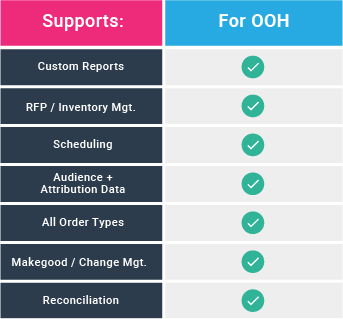 Supports:
For OOH
Custom Reports
RFP / Inventory Mgt.
Scheduling
Audience +
Attribution Data
All Order Types
Makegood / Change Mgt.
Reconciliation